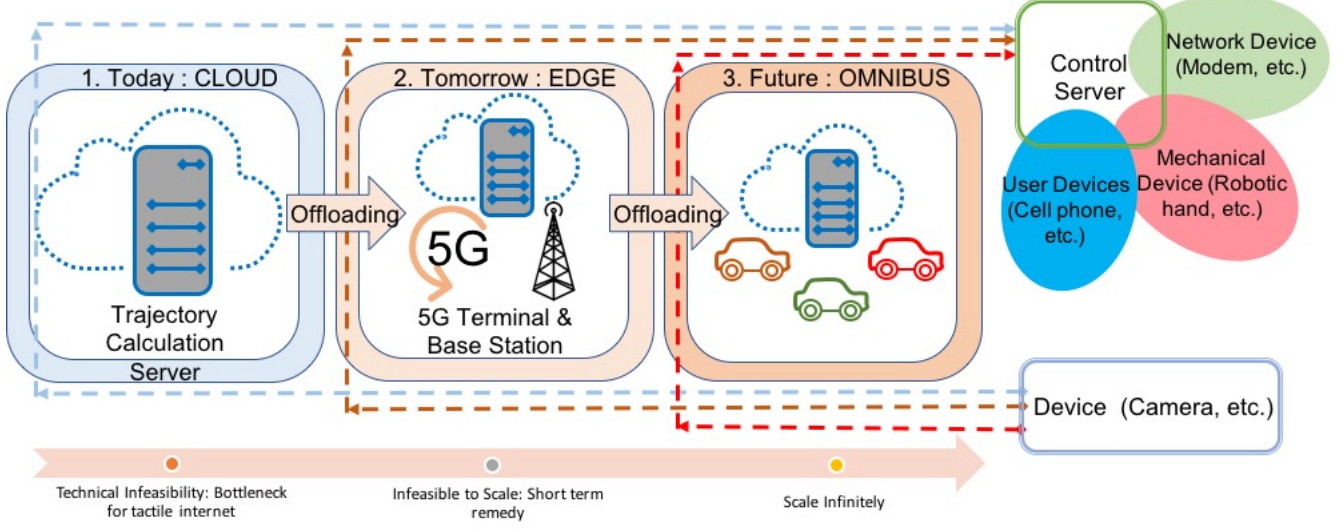 1. Today : CLOUD
2. Tomorrow : EDGE
3. Future : OMNIBUS
Control
Server
Network Device
(Modem, etc.)
Mechanical
Device (Robotic
hand, etc.)
User Devices
(Cell phone,
etc.)
Offloading
Offloading
5G
Trajectory
Calculation
Server
5G Terminal &
Base Station
Device (Camera, etc.)
Technical Infeasibility: Bottleneck
for tactile internet
Infeasible to Scale: Short term
remedy
Scale Infinitely